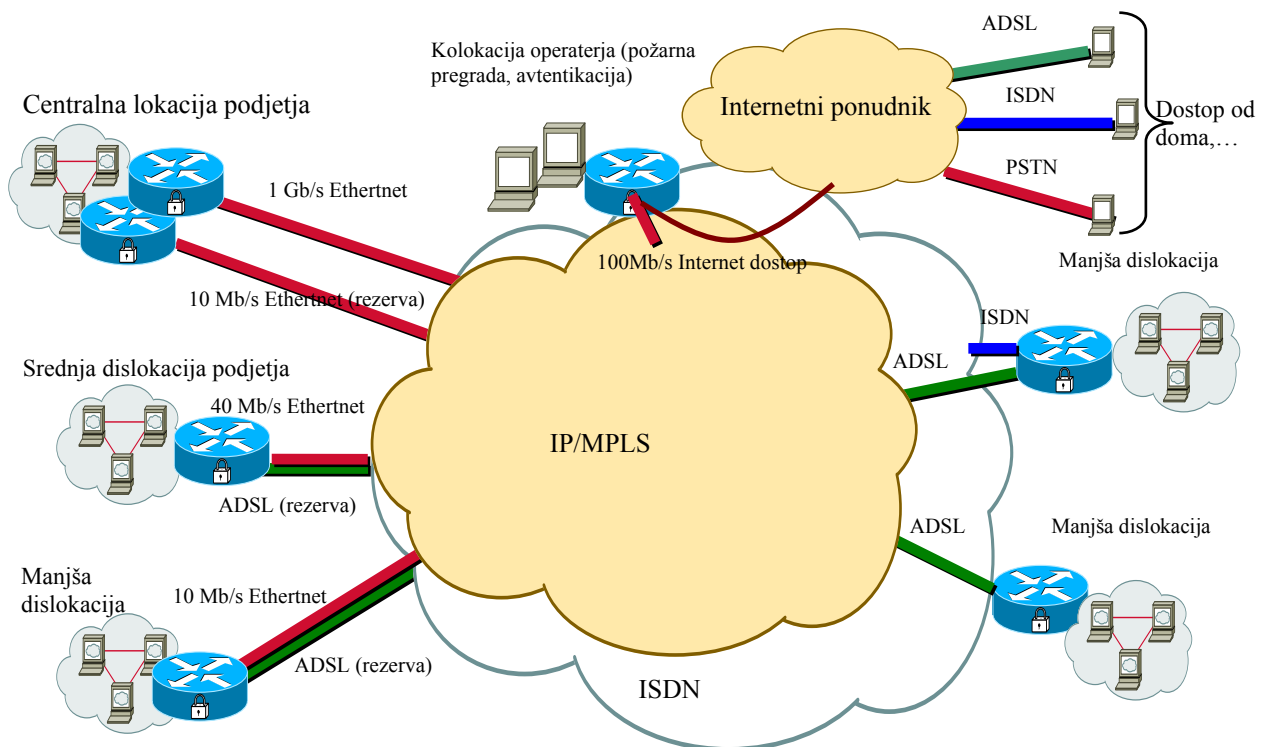 ADSL
Kolokacija operaterja (požarna
pregrada, avtentikacija)
Internetni ponudnik
ISDN
Dostop od
doma,…
PSTN
Centralna lokacija podjetja
1 Gb/s Ethertnet
100Mb/s Internet dostop
Manjša dislokacija
10 Mb/s Ethertnet (rezerva)
ISDN
ADSL
Srednja dislokacija podjetja
40 Mb/s Ethertnet
IP/MPLS
ADSL (rezerva)
ADSL
Manjša dislokacija
Manjša
dislokacija
10 Mb/s Ethertnet
ADSL (rezerva)
ISDN